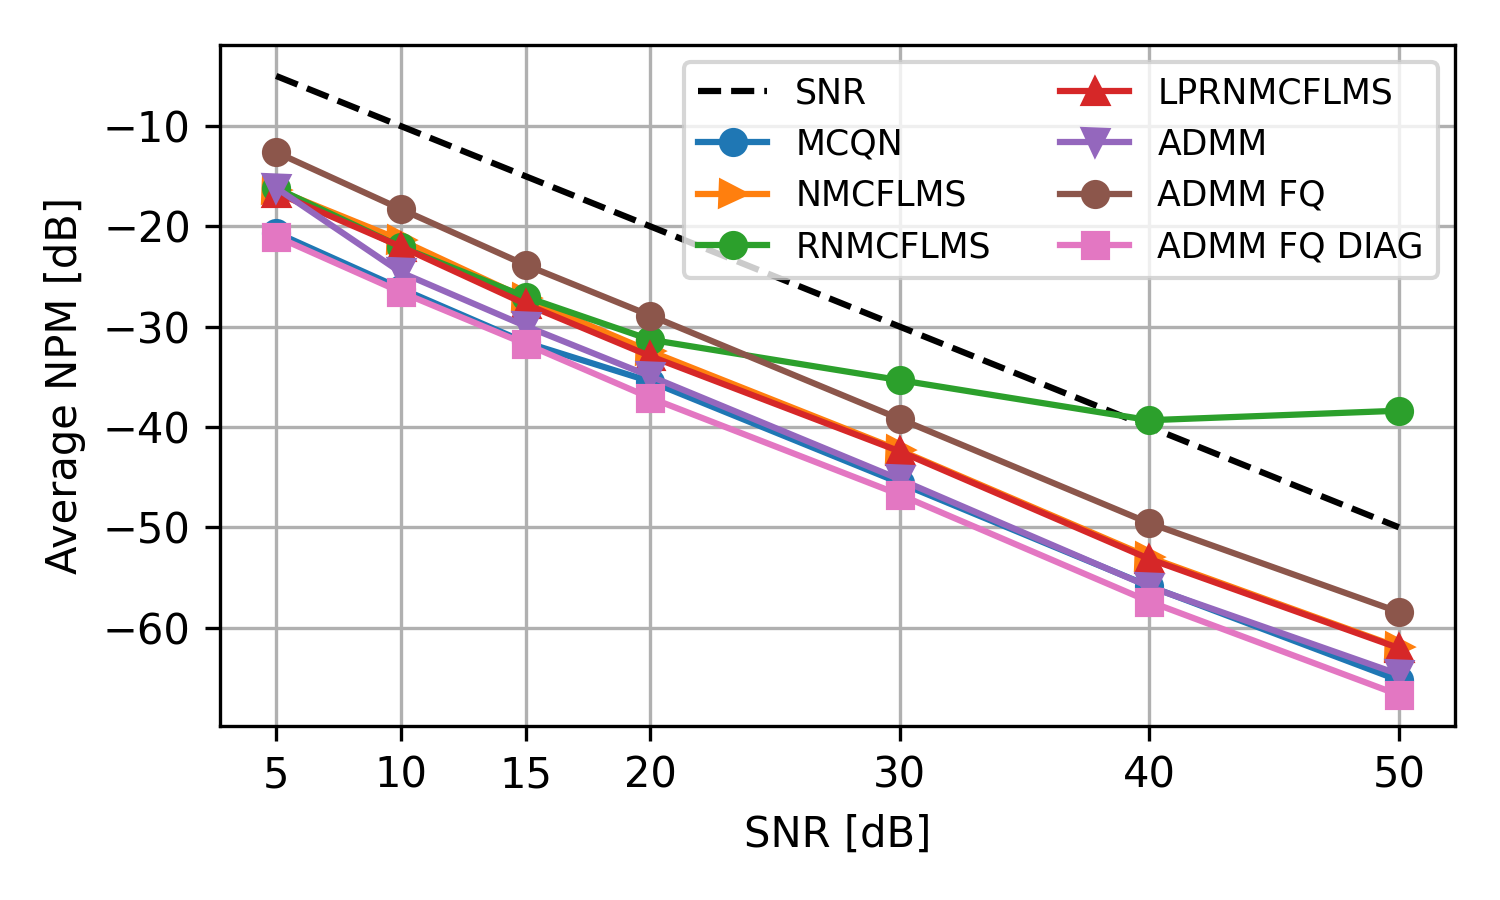 SNR
MCQN
NMCFLMS
RNMCFLMS
LPRNMCFLMS
ADMM
ADMM FQ
ADMM FQ DIAG
Average NPM [dB]
−10
−20
−30
−40
−50
−60
5 10 15 20 30 40 50
SNR [dB]